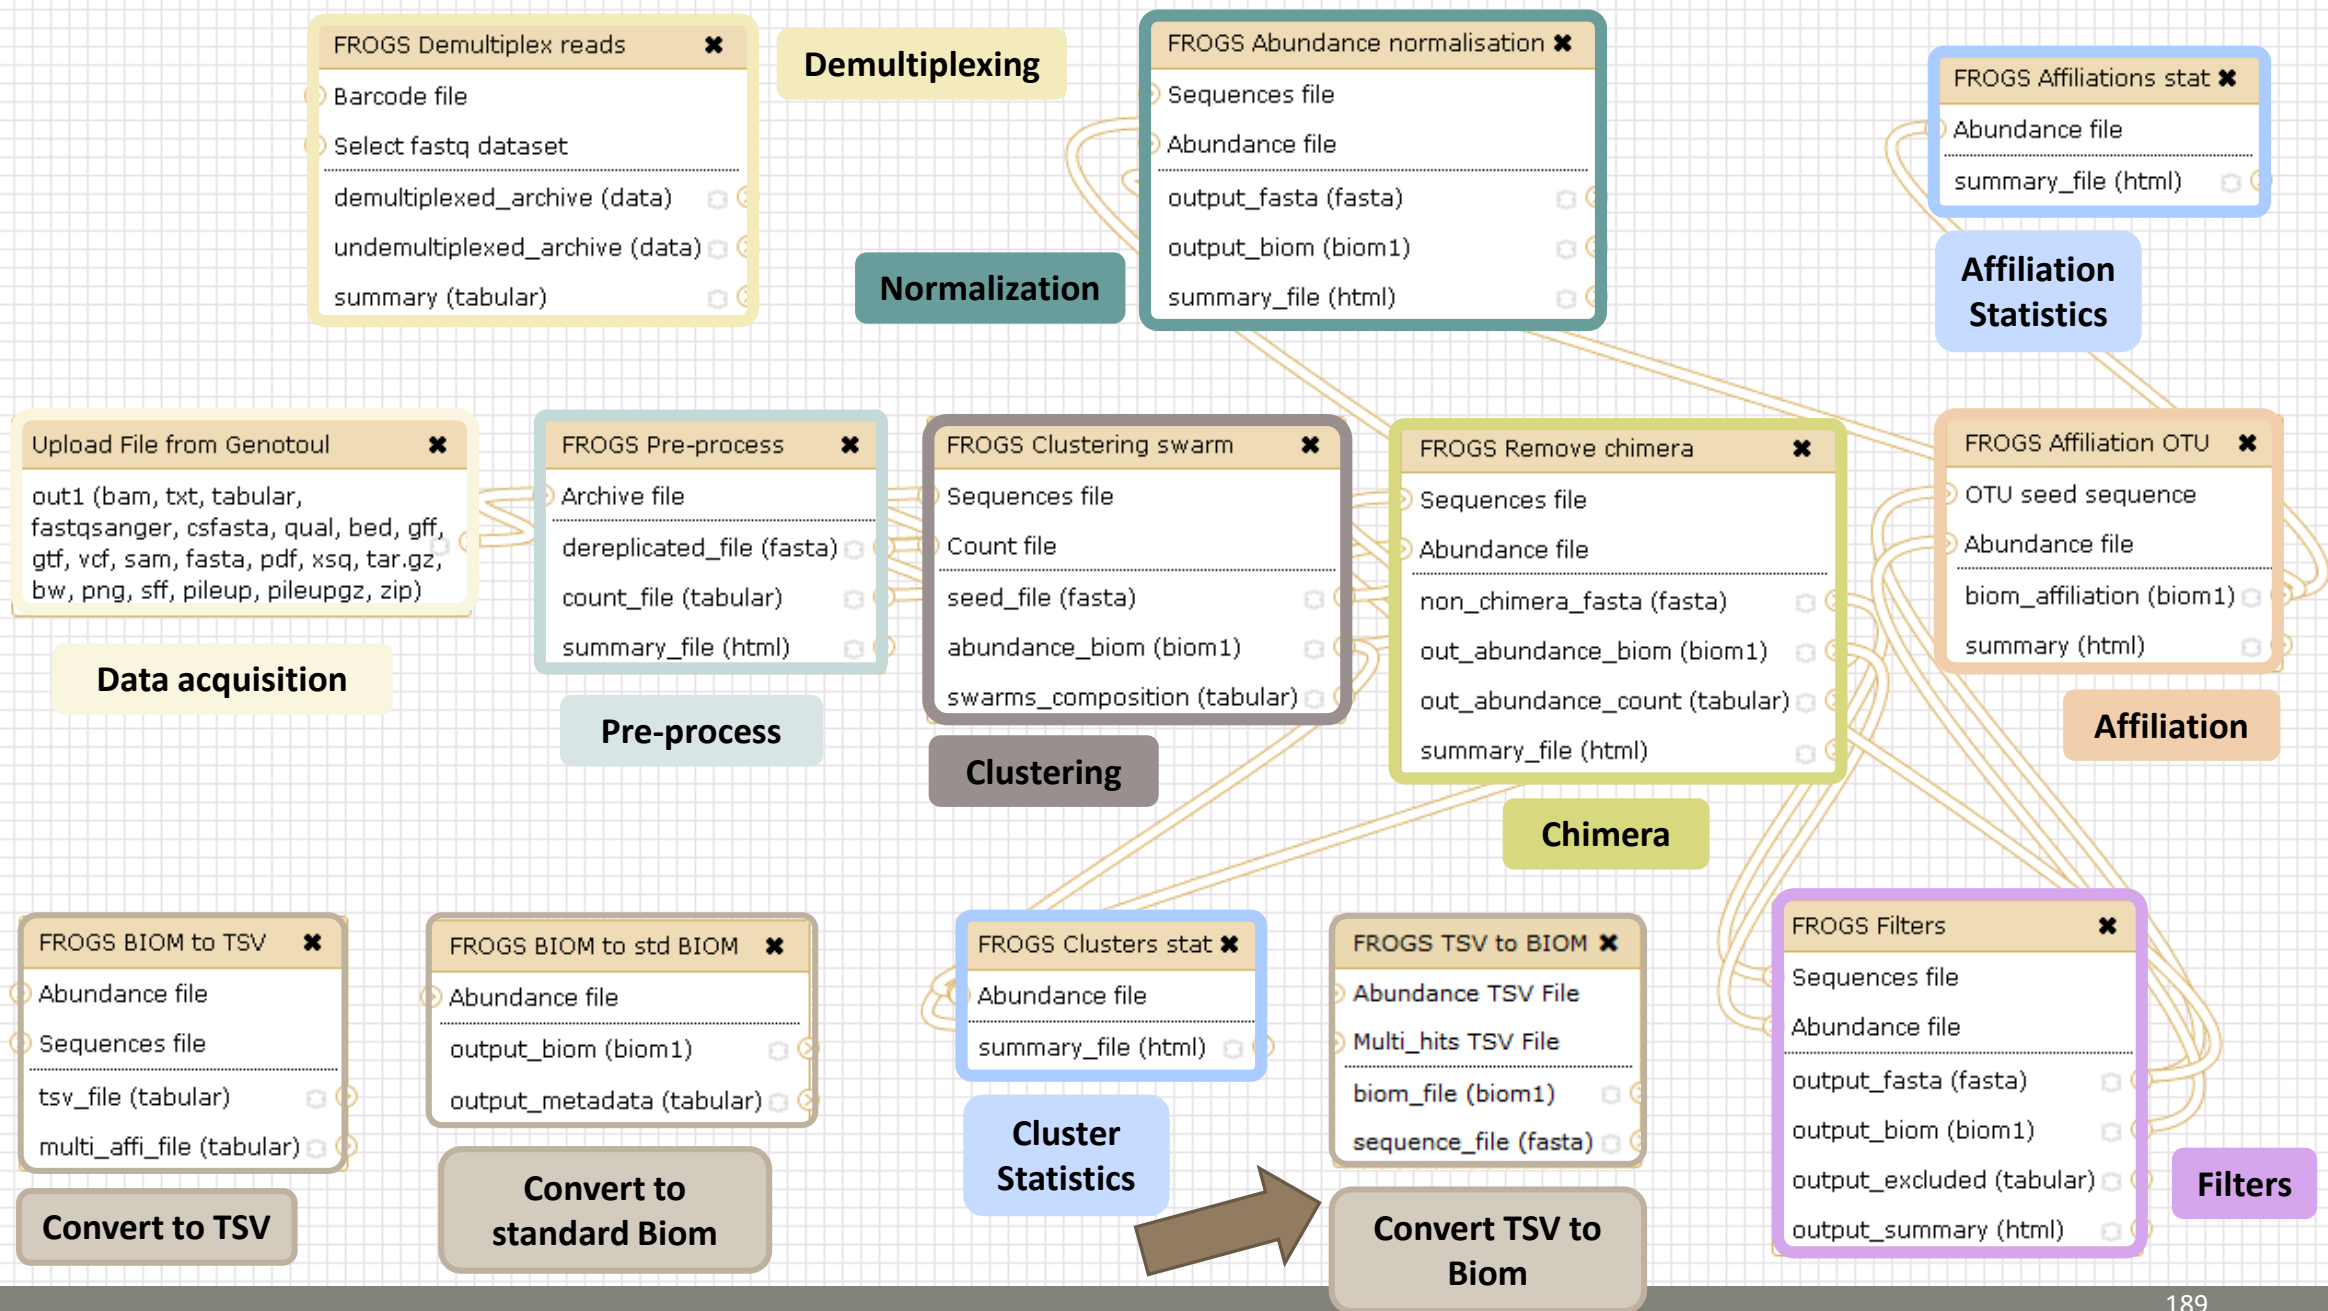 FROGS Demultiplex reads
Barcode file
Select fastq dataset
demultiplexed_archive (data)
undemultiplexed_archive (data)
summary (tabular)
Demultiplexing
FROGS Abundance normalisation
Sequences file
Abundance file
output_fasta (fasta)
output_biom (biom1)
summary_file (html)
Normalization
FROGS Affiliations stat
Abundance file
summary_file (html)
Affiliation
Statistics
Upload File from Genotoul
out1 (bam, txt, tabular,
fastqsanger, csfasta, qual, bed, gff,
gtf, vcf, sam, fasta, pdf, xsq, tar.gz,
bw, png, sff, pileup, pileupgz, zip)
Data acquisition
FROGS Pre-process
Archive file
dereplicated_file (fasta)
count_file (tabular)
summary_file (html)
Pre-process
FROGS Clustering swarm
Sequences file
Count file
seed_file (fasta)
abundance_biom (biom1)
swarms_composition (tabular)
Clustering
FROGS Remove chimera
Sequences file
Abundance file
non_chimera_fasta (fasta)
out_abundance_biom (biom1)
out_abundance_count (tabular)
summary_file (html)
Chimera
FROGS Affiliation OTU
OTU seed sequence
Abundance file
biom_affiliation (biom1)
summary (html)
Affiliation
FROGS BIOM to TSV
Abundance file
Sequences file
tsv_file (tabular)
multi_affi_file (tabular)
Convert to TSV
FROGS BIOM to std BIOM
Abundance file
output_biom (biom1)
output_metadata (tabular)
Convert to
standard Biom
FROGS Clusters stat
Abundance file
summary_file (html)
Cluster
Statistics
FROGS TSV to BIOM
Abundance TSV File
Multi_hits TSV File
biom_file (biom1)
sequence_file (fasta)
Convert TSV to
Biom
FROGS Filters
Sequences file
Abundance file
output_fasta (fasta)
output_biom (biom1)
output_excluded (tabular)
output_summary (html)
Filters
189